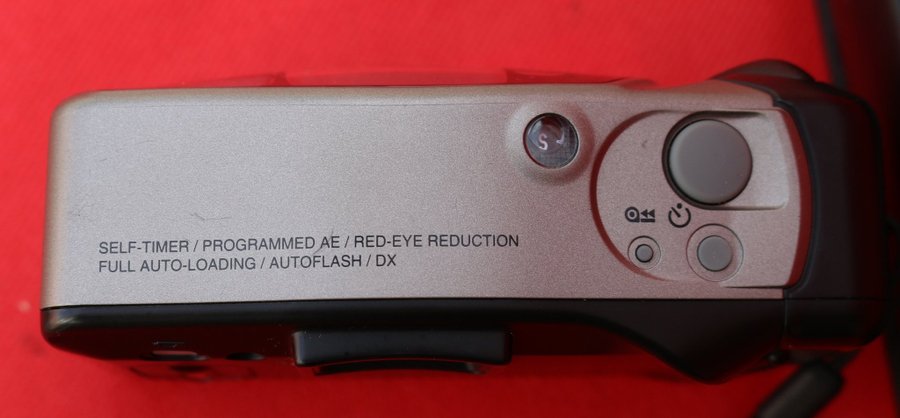 SELF-TIMER / PROGRAMMED AE / RED-EYE REDUCTION
FULL AUTO-LOADING / AUTOFLASH / DX
S